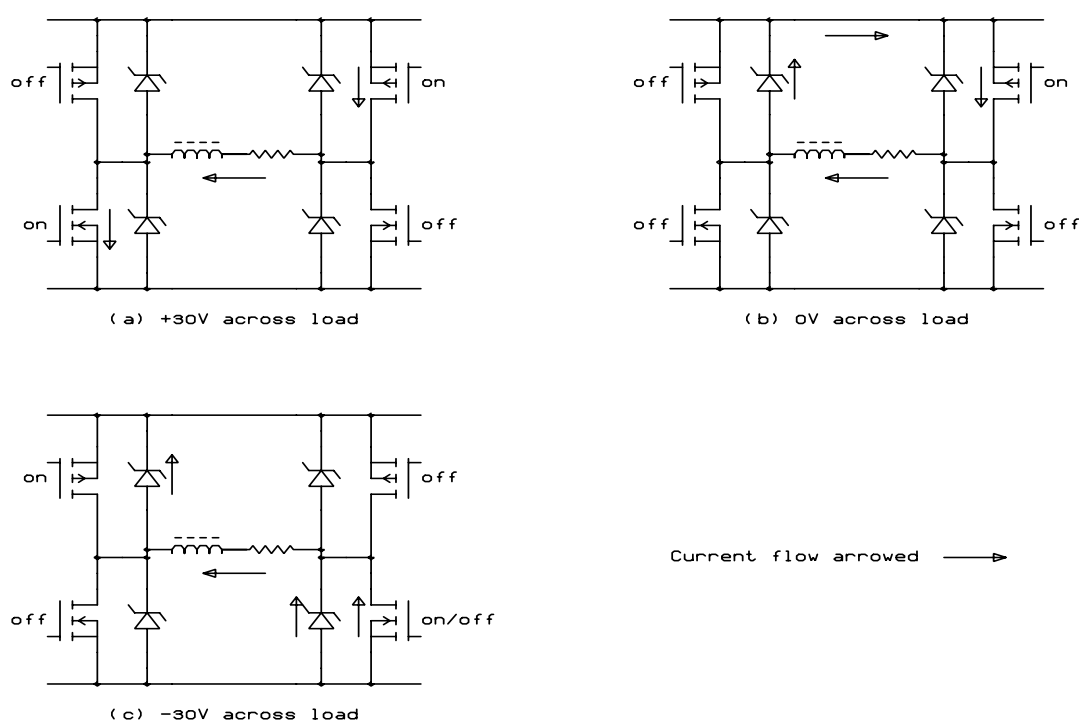 off
on
on
off
(a) +30V across load
off
on
off
off
(b) 0V across load
on
off
off
on/off
(c) -30V across load
Current flow arrowed